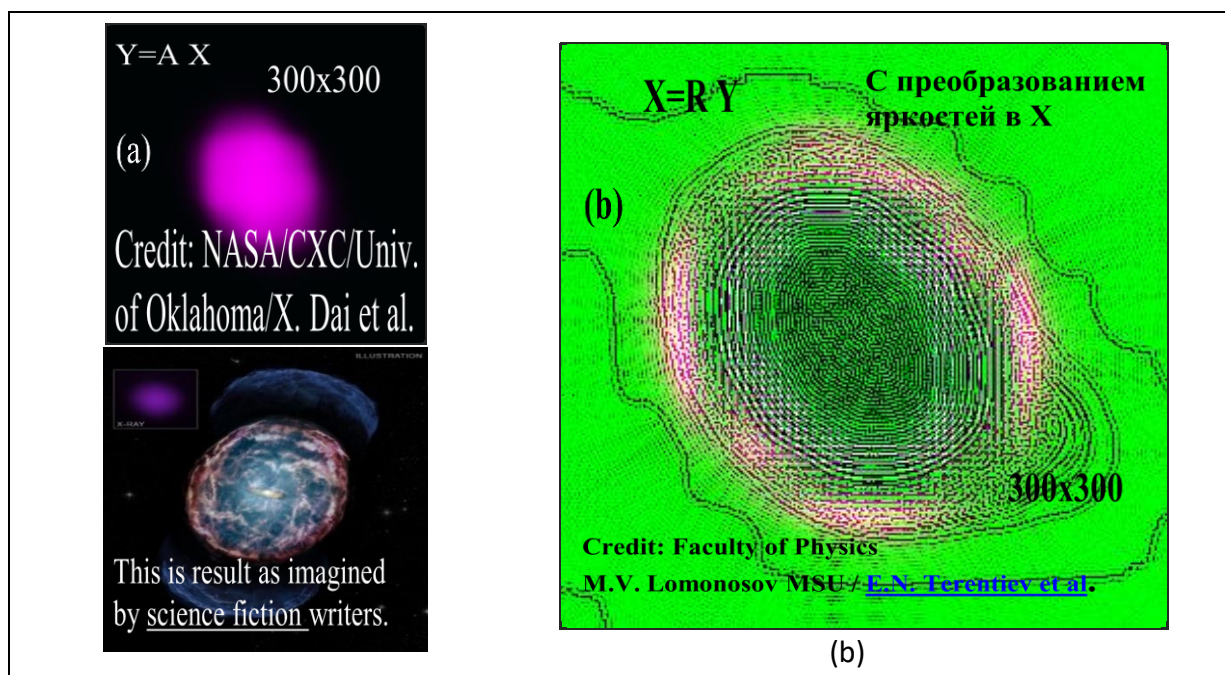 Y=A X
300x300
(a)
Credit: NASA/CXC/Univ.
of Oklahoma/X. Dai et al.
ILLUSTRATION
X-RAY
This is result as imagined
by science fiction writers.
X=R Y
С преобразованием
яркостей в X
(b)
300x300
Credit: Faculty of Physics
M.V. Lomonosov MSU / E.N. Terentiev et al.
(b)